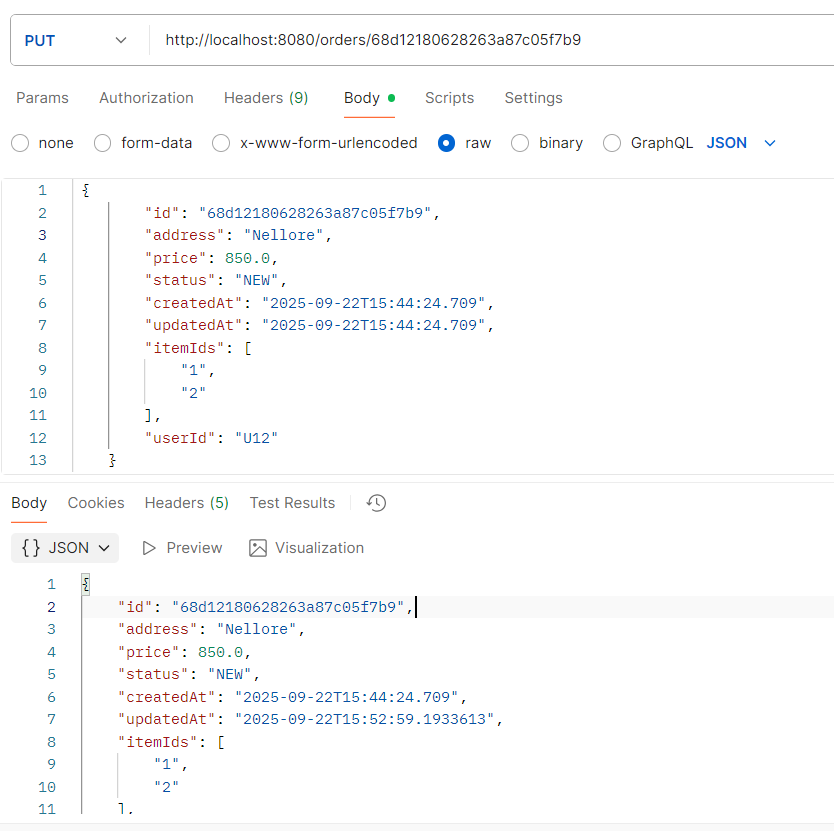 PUT http://localhost:8080/orders/68d12180628263a87c05f7b9
Params Authorization Headers (9) Body Scripts Settings
none form-data x-www-form-urlencoded raw binary GraphQL JSON
1 {
2 "id": "68d12180628263a87c05f7b9",
3 "address": "Nellore",
4 "price": 850.0,
5 "status": "NEW",
6 "createdAt": "2025-09-22T15:44:24.709",
7 "updatedAt": "2025-09-22T15:44:24.709",
8 "itemIds": [
9 "1",
10 "2"
11 ],
12 "userId": "U12"
13 }
Body Cookies Headers (5) Test Results
{} JSON Preview Visualization
1 {
2 "id": "68d12180628263a87c05f7b9",
3 "address": "Nellore",
4 "price": 850.0,
5 "status": "NEW",
6 "createdAt": "2025-09-22T15:44:24.709",
7 "updatedAt": "2025-09-22T15:52:59.1933613",
8 "itemIds": [
9 "1",
10 "2"
11 ],